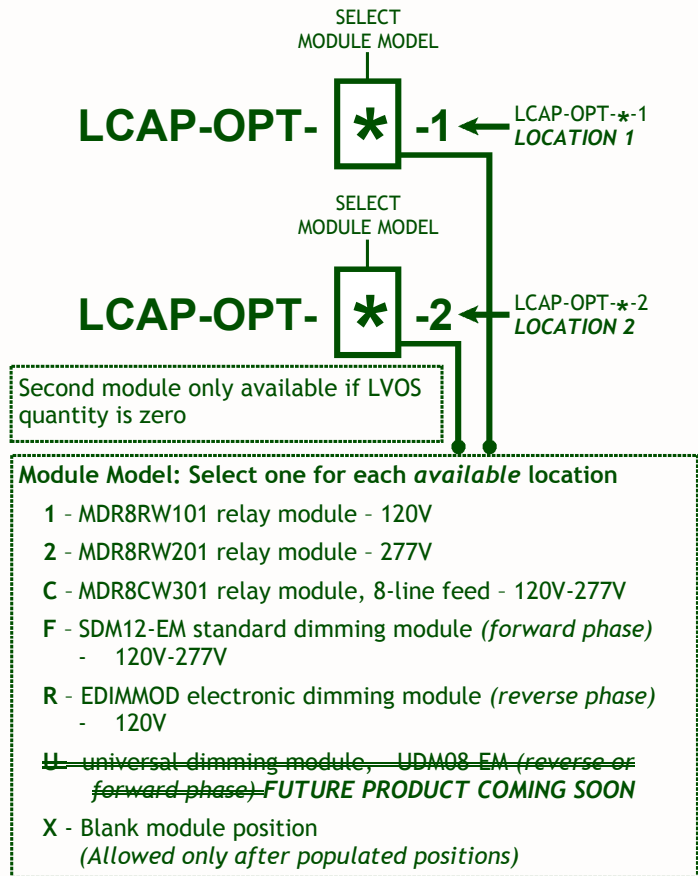 SELECT
MODULE MODEL
LCAP-OPT- * -1
LCAP-OPT-*-1
LOCATION 1
SELECT
MODULE MODEL
LCAP-OPT- * -2
LCAP-OPT-*-2
LOCATION 2
Second module only available if LVOS
quantity is zero
Module Model: Select one for each available location
1 – MDR8RW101 relay module – 120V
2 – MDR8RW201 relay module – 277V
C – MDR8CW301 relay module, 8-line feed – 120V-277V
F – SDM12-EM standard dimming module (forward phase)
- 120V-277V
R – EDIMMOD electronic dimming module (reverse phase)
- 120V
U – universal dimming module, UDM08-EM (reverse or
forward phase) FUTURE PRODUCT COMING SOON
X - Blank module position
(Allowed only after populated positions)